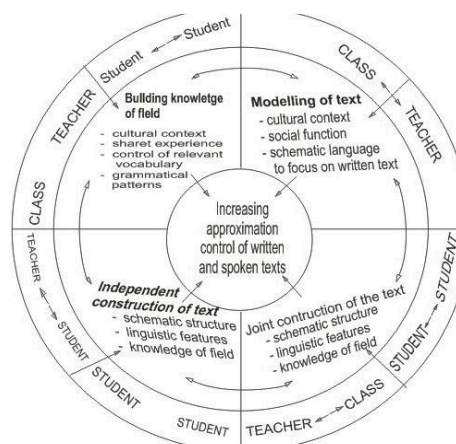 Student
Student
TEACHER
CLASS
CLASS
TEACHER
Building knowledge
of field
- cultural context
- sharet experience
- control of relevant
vocabulary
- grammatical
patterns
Modelling of text
- cultural context
- social function
- schematic language
to focus on written text
Increasing
approximation
control of written
and spoken texts
Independent
construction of text
- schematic structure
- linguistic features
- knowledge of field
Joint contruction of the text
- schematic structure
- linguistic features
- knowledge of field
TEACHER
STUDENT
STUDENT
STUDENT
TEACHER
CLASS
STUDENT
STUDENT